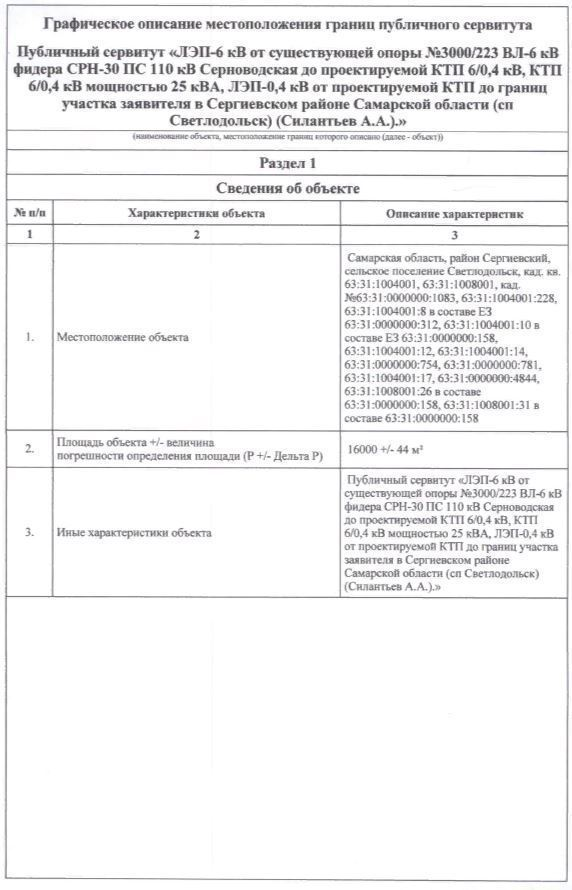 Графическое описание местоположения границ публичного сервитута
Публичный сервитут «ЛЭП-6 кВ от существующей опоры №3000/223 ВЛ-6 кВ
фидера СРН-30 ПС 110 кВ Серноводская до проектируемой КТП 6/0,4 кВ, КТП
6/0,4 кВ мощностью 25 кВА, ЛЭП-0,4 кВ от проектируемой КТП до границ
участка заявителя в Сергиевском районе Самарской области (сп
Светлодольск) (Силантьев А.А.).»
(наименование объекта, местоположение границ которого описано (далее - объект))
Раздел 1
Сведения об объекте
№ п/п Характеристики объекта Описание характеристик
1 2 3
1. Местоположение объекта
Самарская область, район Сергиевский,
сельское поселение Светлодольск, кад. кв.
63:31:1004001, 63:31:1008001, кад.
№63:31:0000000:1083, 63:31:1004001:228,
63:31:1004001:8 в составе ЕЗ
63:31:0000000:312, 63:31:1004001:10 в
составе ЕЗ 63:31:0000000:158,
63:31:1004001:12, 63:31:1004001:14,
63:31:0000000:754, 63:31:0000000:781,
63:31:1004001:17, 63:31:0000000:4844,
63:31:1008001:26 в составе
63:31:0000000:158, 63:31:1008001:31 в
составе 63:31:0000000:158
2. Площадь объекта +/- величина
погрешности определения площади (Р +/- Дельта Р)
16000 +/- 44 м²
3. Иные характеристики объекта
Публичный сервитут «ЛЭП-6 кВ от
существующей опоры №3000/223 ВЛ-6 кВ
фидера СРН-30 ПС 110 кВ Серноводская
до проектируемой КТП 6/0,4 кВ, КТП
6/0,4 кВ мощностью 25 кВА, ЛЭП-0,4 кВ
от проектируемой КТП до границ участка
заявителя в Сергиевском районе
Самарской области (сп Светлодольск)
(Силантьев А.А.).»